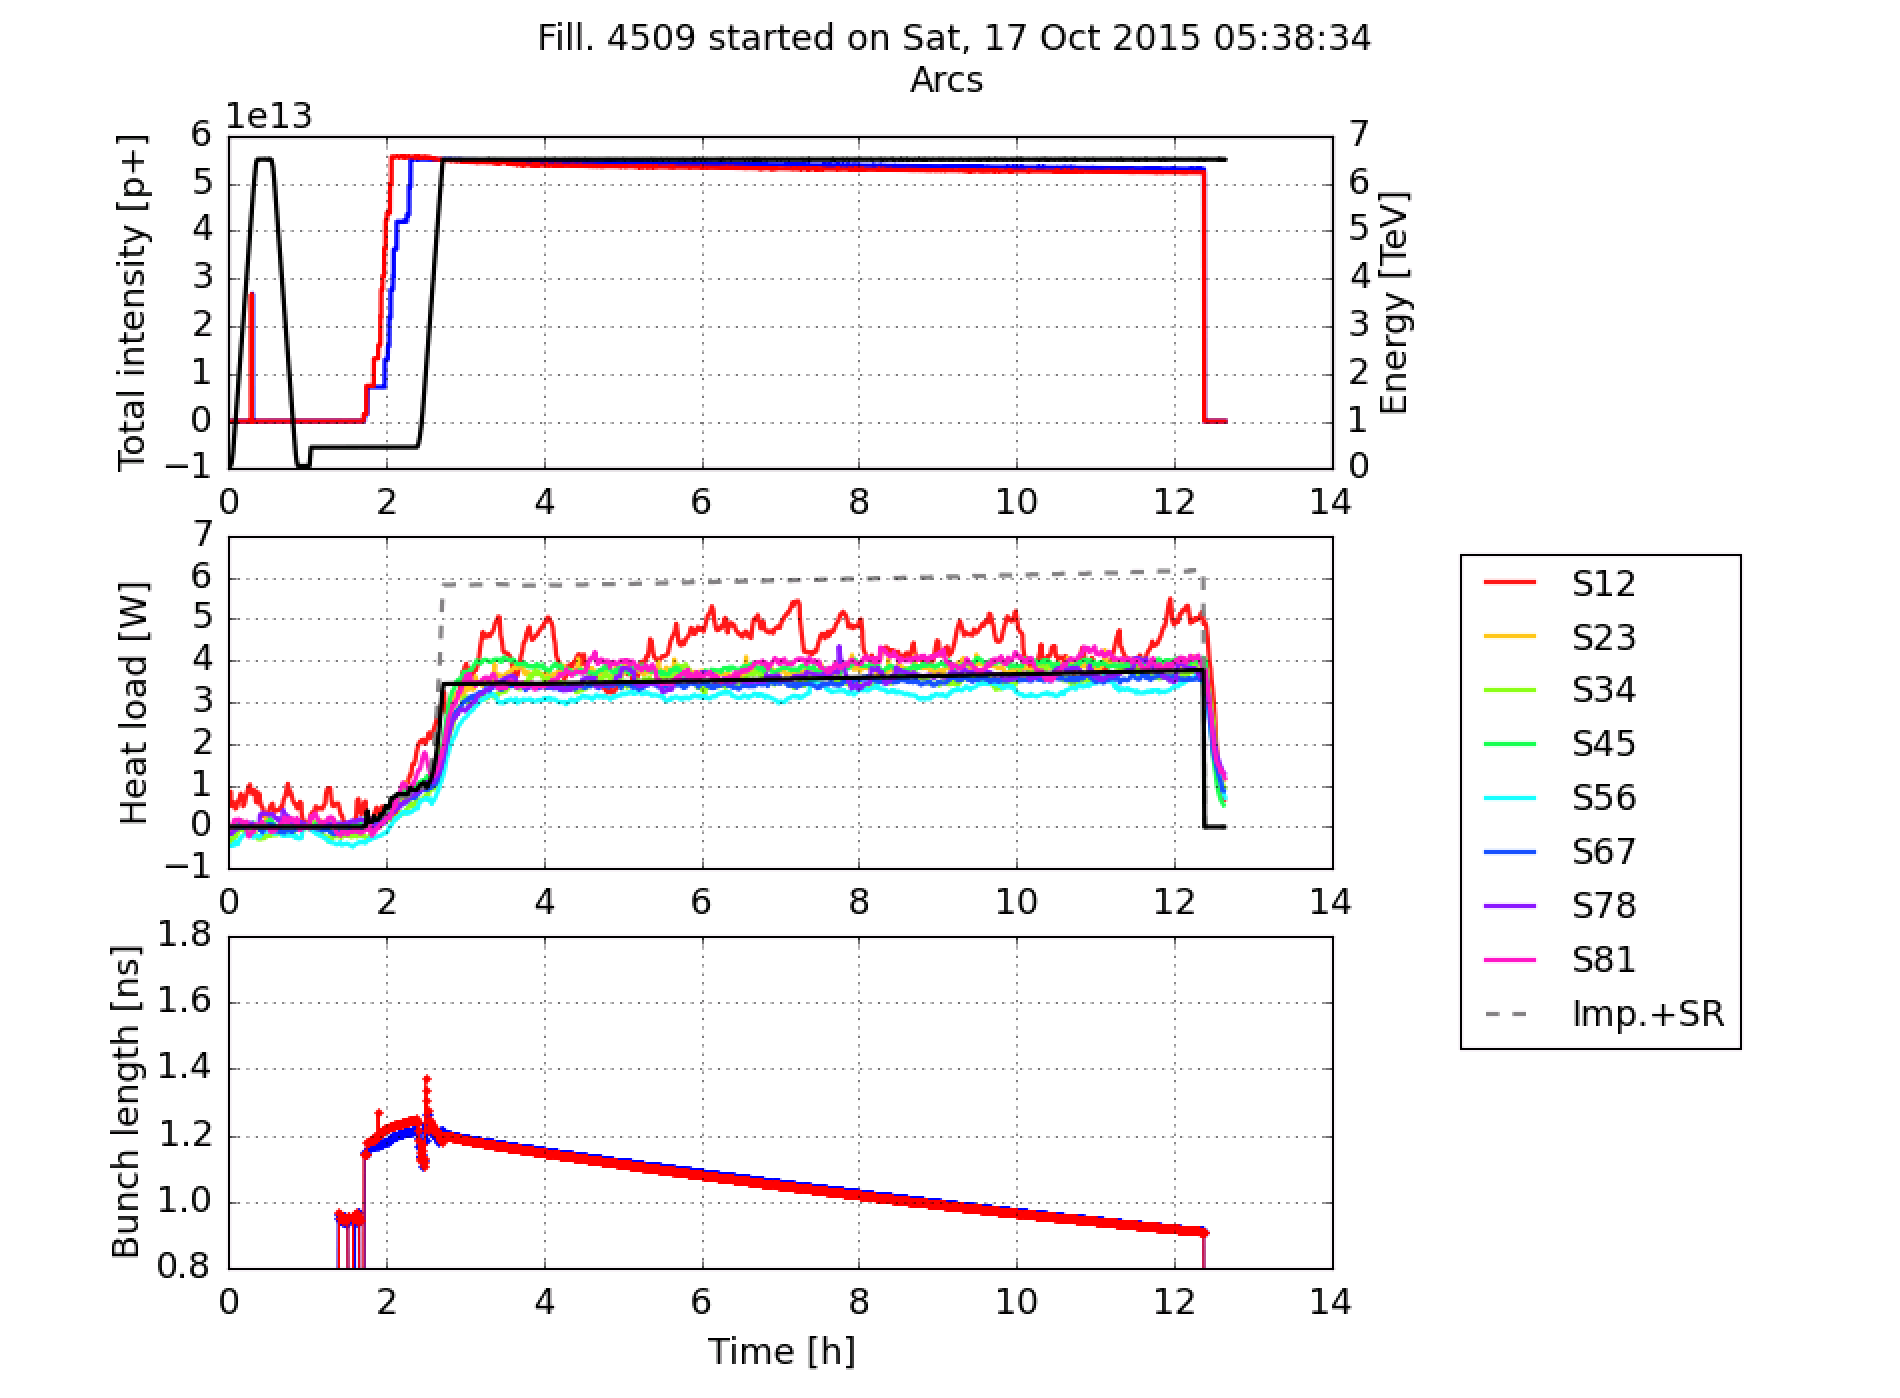 Fill. 4509 started on Sat, 17 Oct 2015 05:38:34
Arcs
1e13
6
5
4
3
2
1
0
−1
Total intensity [p+]
7
6
5
4
3
2
1
0
Energy [TeV]
0 2 4 6 8 10 12 14
7
6
5
4
3
2
1
0
−1
Heat load [W]
0 2 4 6 8 10 12 14
S12
S23
S34
S45
S56
S67
S78
S81
Imp.+SR
1.8
1.6
1.4
1.2
1.0
0.8
Bunch length [ns]
0 2 4 6 8 10 12 14
Time [h]